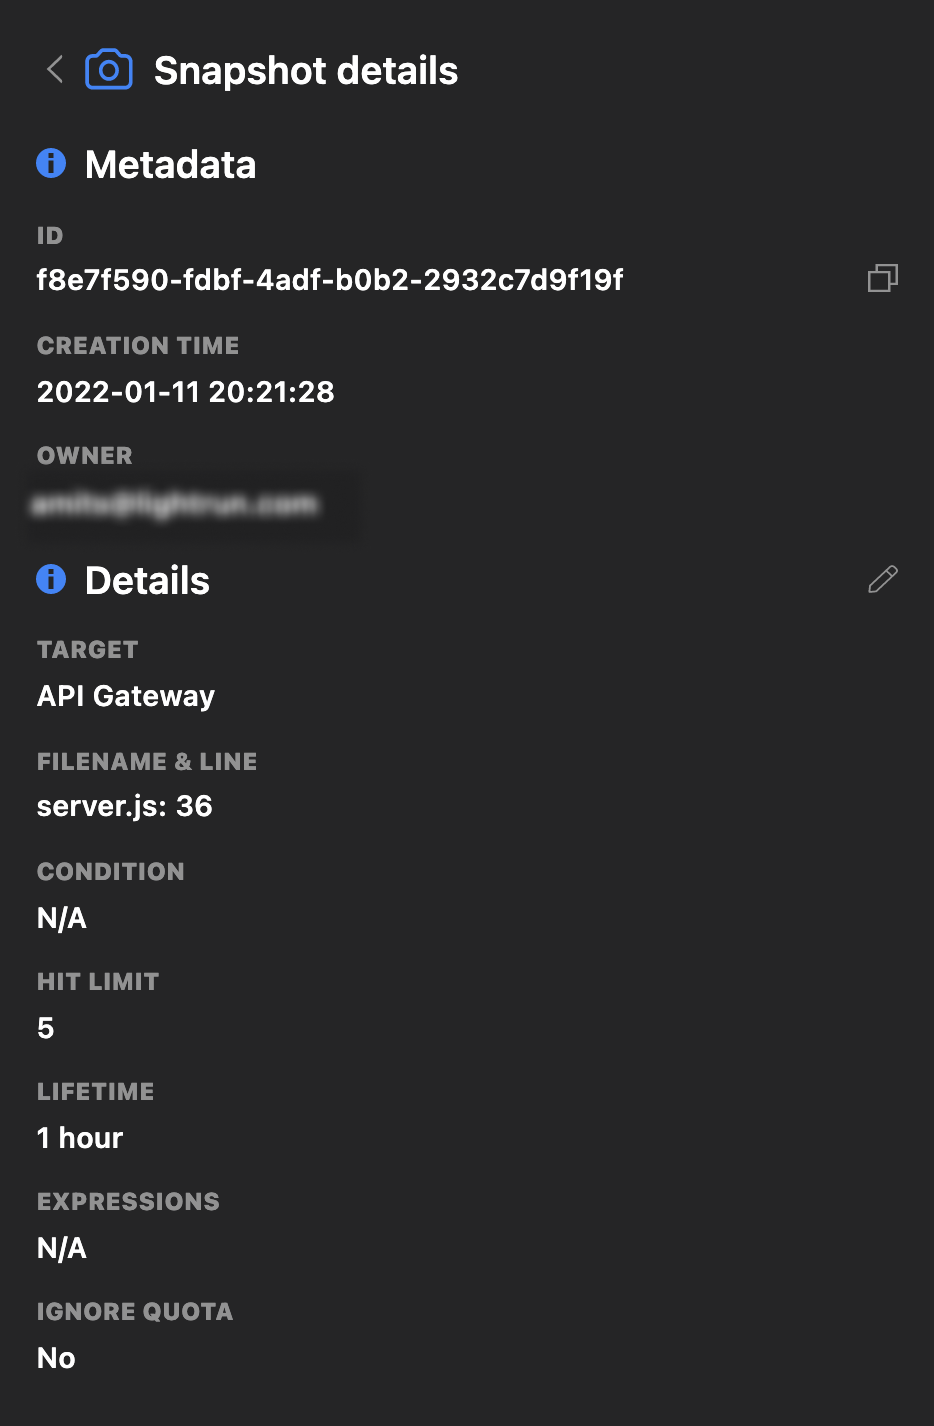 Snapshot details
Metadata
ID
f8e7f590-fdbf-4adf-b0b2-2932c7d9f19f
CREATION TIME
2022-01-11 20:21:28
OWNER
Details
TARGET
API Gateway
FILENAME & LINE
server.js: 36
CONDITION
N/A
HIT LIMIT
5
LIFETIME
1 hour
EXPRESSIONS
N/A
IGNORE QUOTA
No